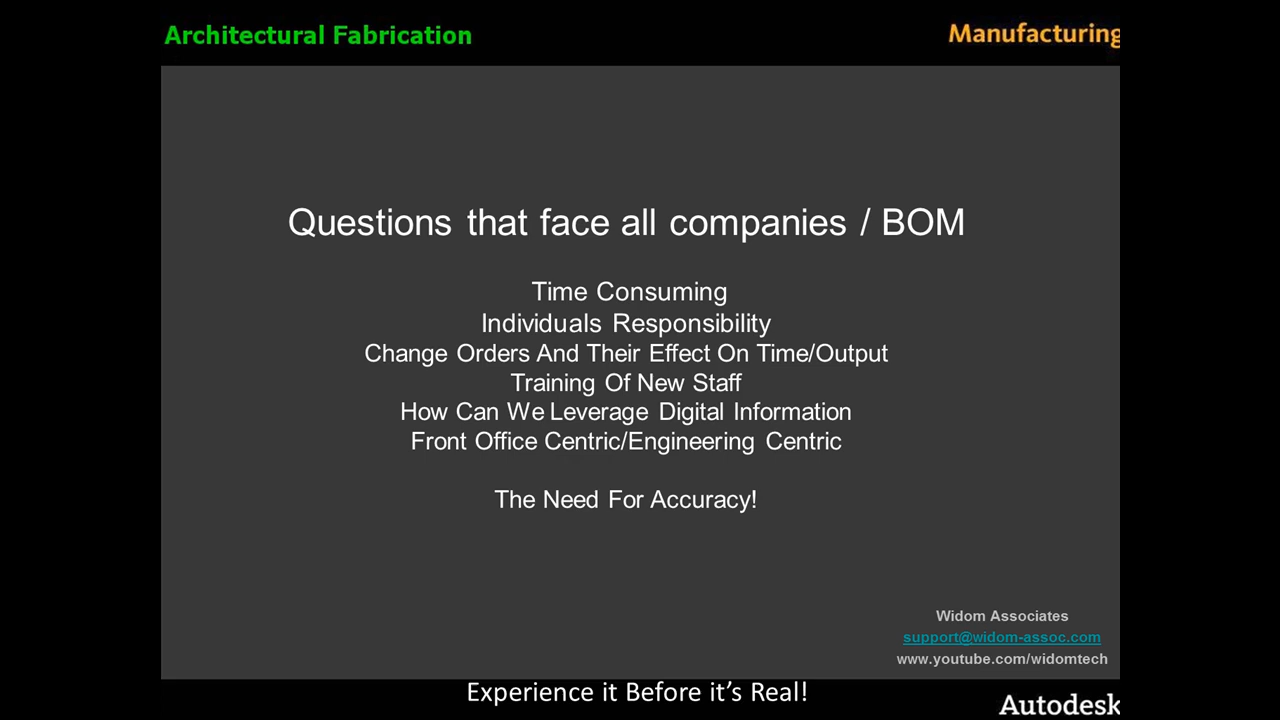 Architectural Fabrication
Manufacturing
Questions that face all companies / BOM
Time Consuming
Individuals Responsibility
Change Orders And Their Effect On Time/Output
Training Of New Staff
How Can We Leverage Digital Information
Front Office Centric/Engineering Centric
The Need For Accuracy!
Widom Associates
support@widom-assoc.com
www.youtube.com/widomtech
Experience it Before it’s Real!
Autodesk